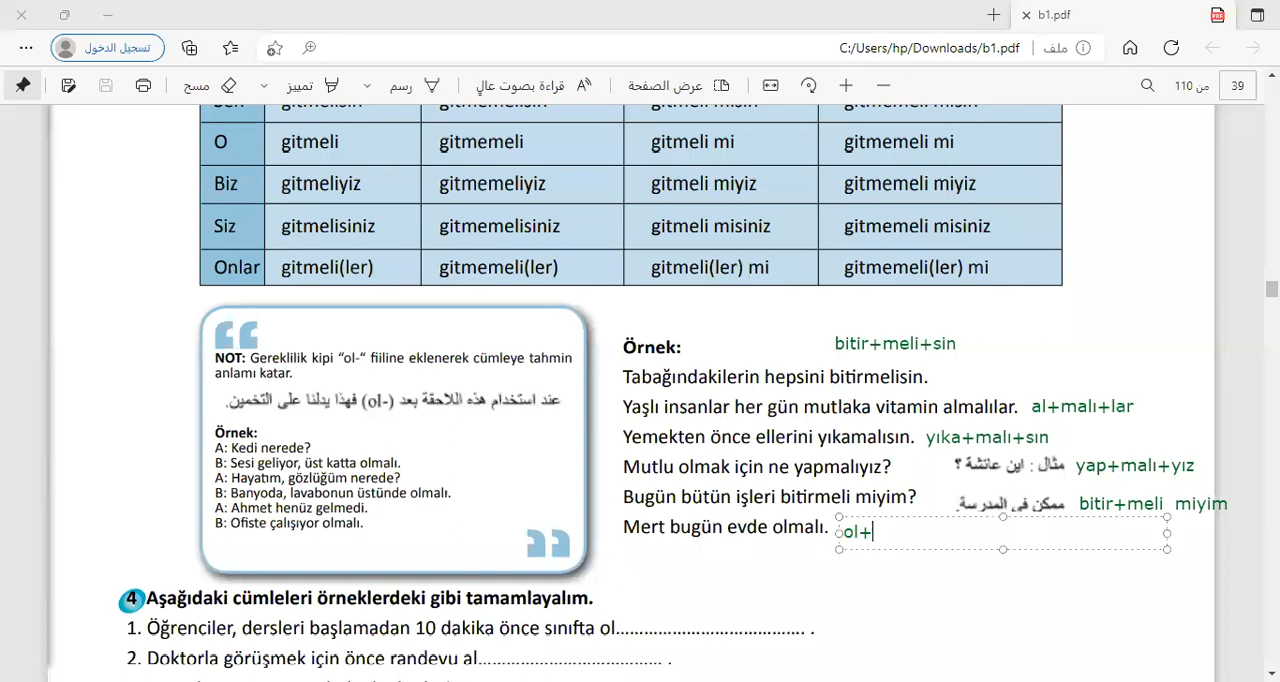 b1.pdf
تسجيل الدخول
C:/Users/hp/Downloads/b1.pdf | ملف
مسح تمييز رسم قراءة بصوت عالٍ عرض الصفحة من 110 39
O gitmeli gitmemeli gitmeli mi gitmemeli mi
Biz gitmeliyiz gitmemeliyiz gitmeli miyiz gitmemeli miyiz
Siz gitmelisiniz gitmemelisiniz gitmeli misiniz gitmemeli misiniz
Onlar gitmeli(ler) gitmemeli(ler) gitmeli(ler) mi gitmemeli(ler) mi
NOT: Gereklilik kipi “ol-“ fiiline eklenerek cümleye tahmin
anlamı katar.
عند استخدام هذه اللاحقة بعد (-ol) فهذا يدلنا على التخمين.
Örnek:
A: Kedi nerede?
B: Sesi geliyor, üst katta olmalı.
A: Hayatım, gözlüğüm nerede?
B: Banyoda, lavabonun üstünde olmalı.
A: Ahmet henüz gelmedi.
B: Ofiste çalışıyor olmalı.
Örnek: bitir+meli+sin
Tabağındakilerin hepsini bitirmelisin.
Yaşlı insanlar her gün mutlaka vitamin almalılar. al+malı+lar
Yemekten önce ellerini yıkamalısın. yıka+malı+sın
Mutlu olmak için ne yapmalıyız? مثال : اين عائشة ؟ yap+malı+yız
Bugün bütün işleri bitirmeli miyim? ممكن في المدرسة. bitir+meli miyim
Mert bugün evde olmalı. ol+
4 Aşağıdaki cümleleri örneklerdeki gibi tamamlayalım.
1. Öğrenciler, dersleri başlamadan 10 dakika önce sınıfta ol...................................... .
2. Doktorla görüşmek için önce randevu al...................................... .